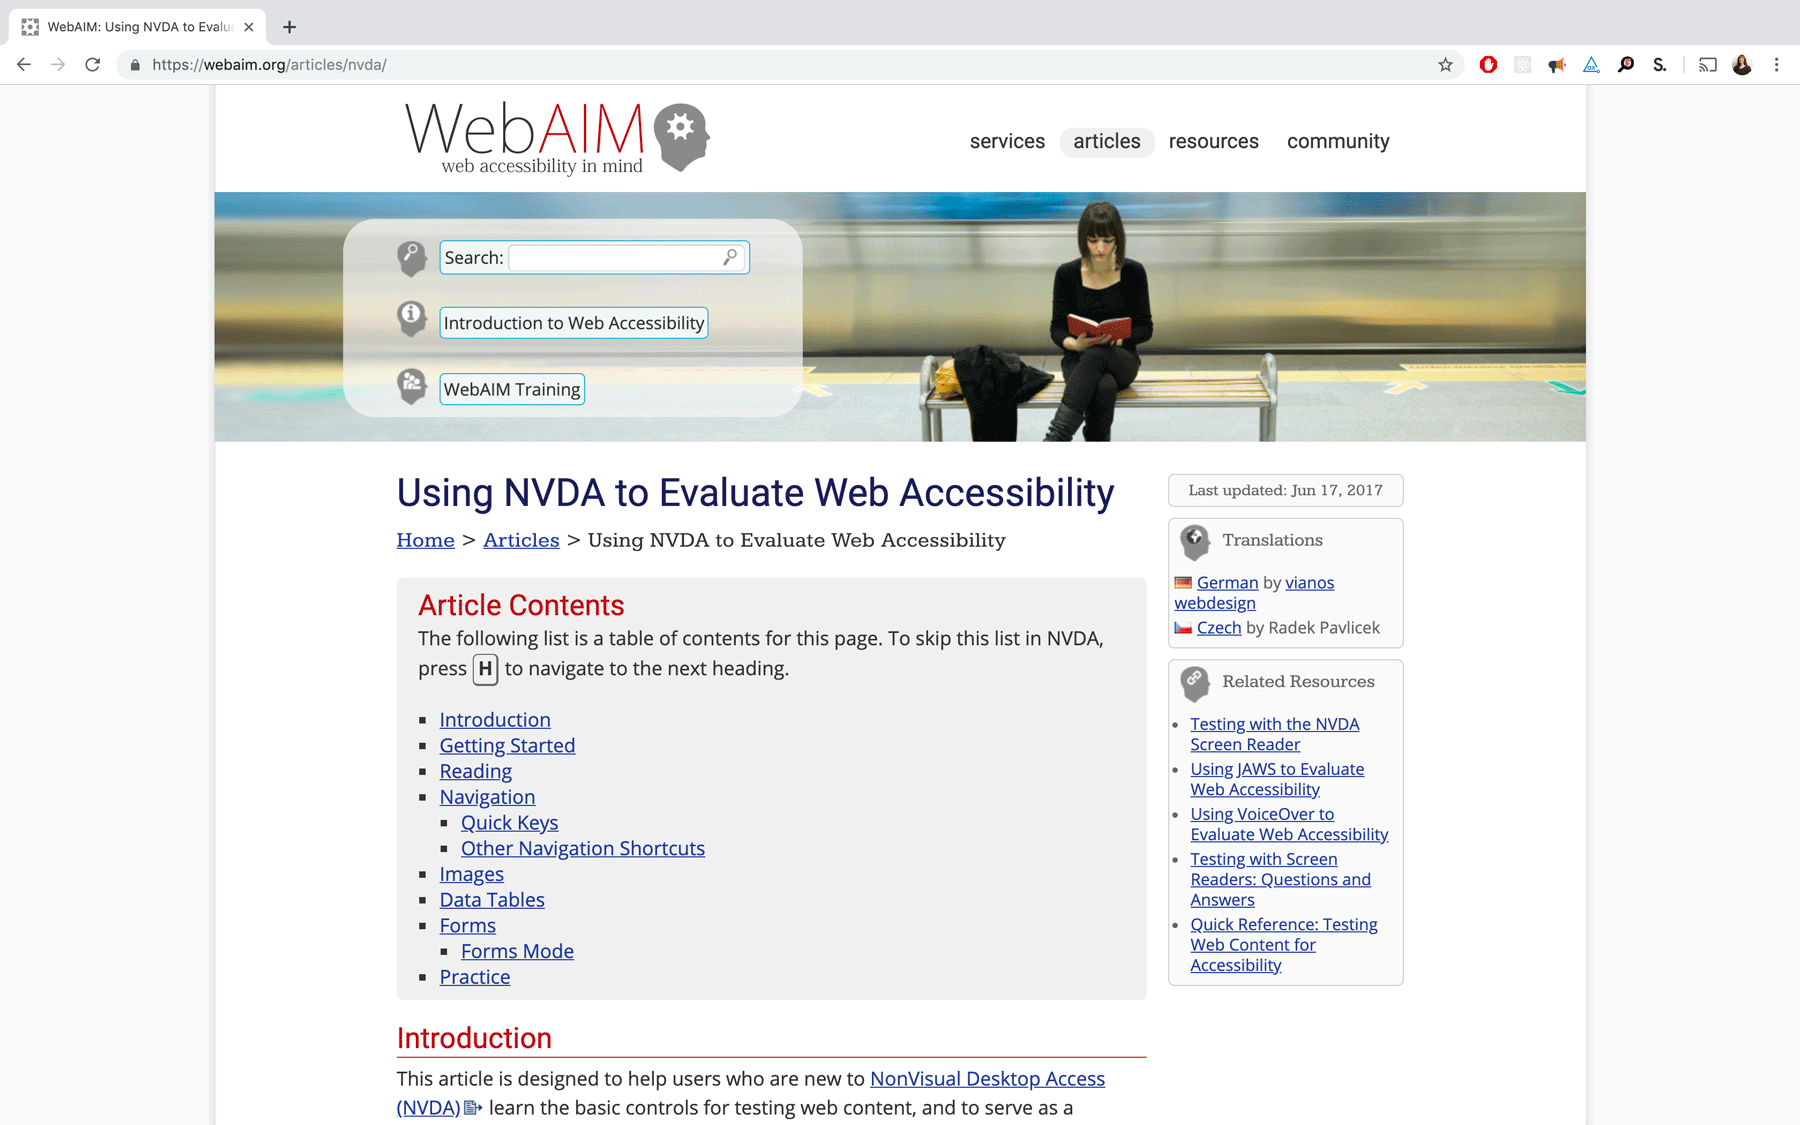 WebAIM: Using NVDA to Evalua
https://webaim.org/articles/nvda/
S.
WebAIM
web accessibility in mind
services articles resources community
Search:
Introduction to Web Accessibility
WebAIM Training
Using NVDA to Evaluate Web Accessibility
Home > Articles > Using NVDA to Evaluate Web Accessibility
Article Contents
The following list is a table of contents for this page. To skip this list in NVDA,
press H to navigate to the next heading.
Introduction
Getting Started
Reading
Navigation
Quick Keys
Other Navigation Shortcuts
Images
Data Tables
Forms
Forms Mode
Practice
Introduction
This article is designed to help users who are new to NonVisual Desktop Access
(NVDA) learn the basic controls for testing web content, and to serve as a
Last updated: Jun 17, 2017
Translations
German by vianos
webdesign
Czech by Radek Pavlicek
Related Resources
Testing with the NVDA
Screen Reader
Using JAWS to Evaluate
Web Accessibility
Using VoiceOver to
Evaluate Web Accessibility
Testing with Screen
Readers: Questions and
Answers
Quick Reference: Testing
Web Content for
Accessibility